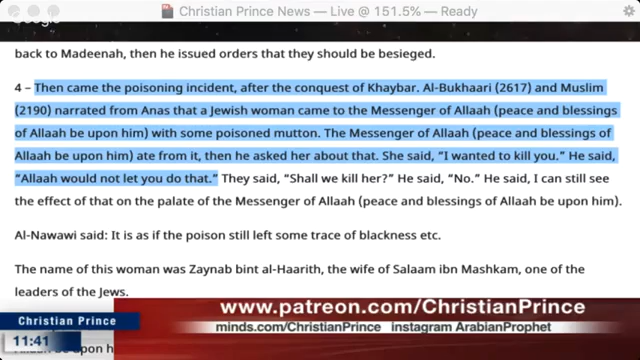 Christian Prince News — Live @ 151.5% — Ready
back to Madeenah, then he issued orders that they should be besieged.
4 – Then came the poisoning incident, after the conquest of Khaybar. Al-Bukhaari (2617) and Muslim
(2190) narrated from Anas that a Jewish woman came to the Messenger of Allaah (peace and blessings
of Allaah be upon him) with some poisoned mutton. The Messenger of Allaah (peace and blessings of
Allaah be upon him) ate from it, then he asked her about that. She said, “I wanted to kill you.” He said,
“Allaah would not let you do that.” They said, “Shall we kill her?” He said, “No.” He said, I can still see
the effect of that on the palate of the Messenger of Allaah (peace and blessings of Allaah be upon him).
Al-Nawawi said: It is as if the poison still left some trace of blackness etc.
The name of this woman was Zaynab bint al-Haarith, the wife of Salaam ibn Mashkam, one of the
leaders of the Jews.
www.patreon.com/ChristianPrince
Christian Prince
minds.com/ChristianPrince instagram ArabianProphet
11:41